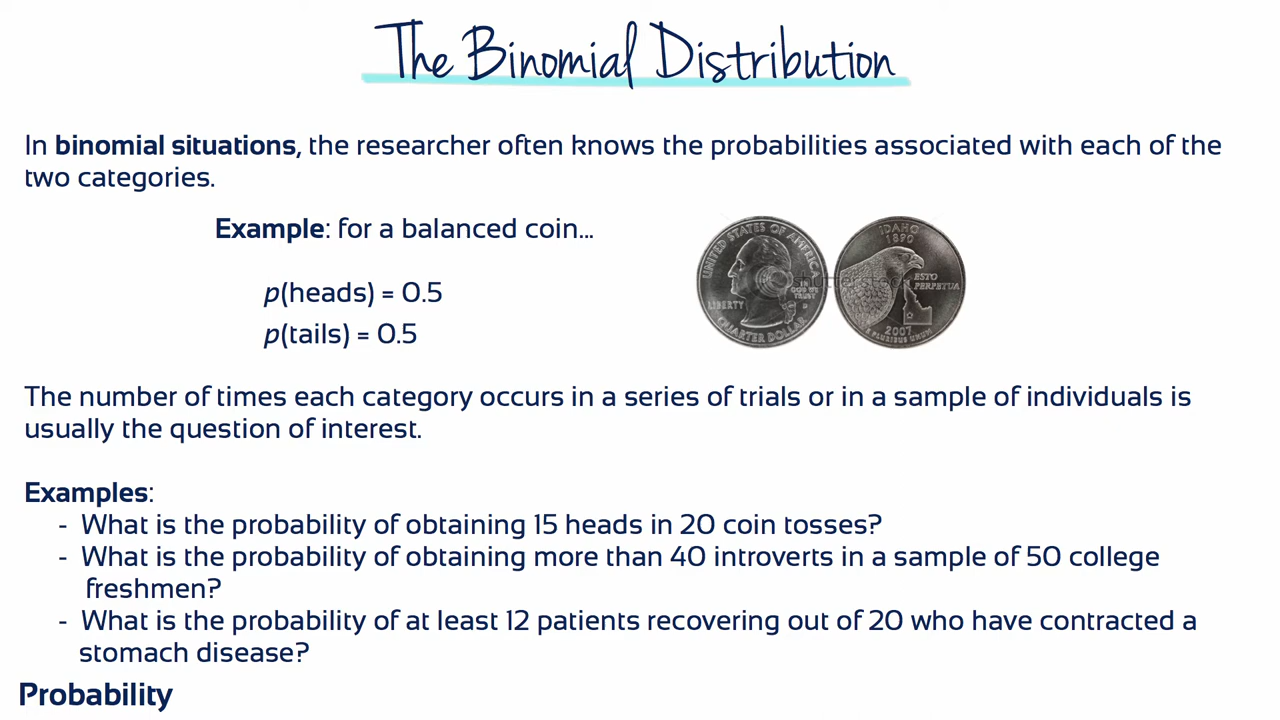 The Binomial Distribution
In binomial situations, the researcher often knows the probabilities associated with each of the
two categories.
Example: for a balanced coin...
p(heads) = 0.5
p(tails) = 0.5
UNITED STATES OF AMERICA
LIBERTY
IN
GOD WE
TRUST
QUARTER DOLLAR
IDAHO
1890
ESTO
PERPETUA
2007
E PLURIBUS UNUM
The number of times each category occurs in a series of trials or in a sample of individuals is
usually the question of interest.
Examples:
- What is the probability of obtaining 15 heads in 20 coin tosses?
- What is the probability of obtaining more than 40 introverts in a sample of 50 college
freshmen?
- What is the probability of at least 12 patients recovering out of 20 who have contracted a
stomach disease?
Probability